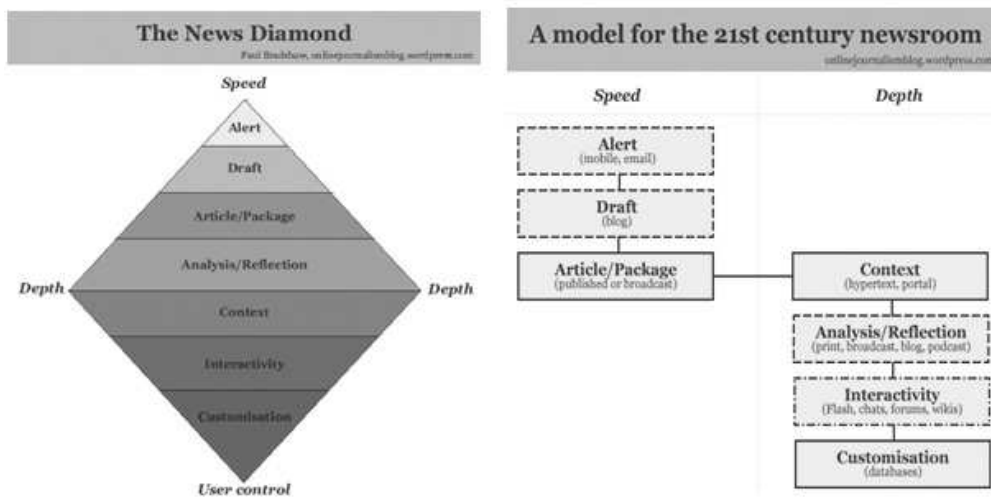 The News Diamond
Paul Bradshaw, onlinejournalismblog.wordpress.com
Speed
Alert
Draft
Article/Package
Analysis/Reflection
Depth
Depth
Context
Interactivity
Customisation
User control
A model for the 21st century newsroom
onlinejournalismblog.wordpress.com
Speed
Depth
Alert
(mobile, email)
Draft
(blog)
Article/Package
(published or broadcast)
Context
(hypertext, portal)
Analysis/Reflection
(print, broadcast, blog, podcast)
Interactivity
(Flash, chats, forums, wikis)
Customisation
(databases)